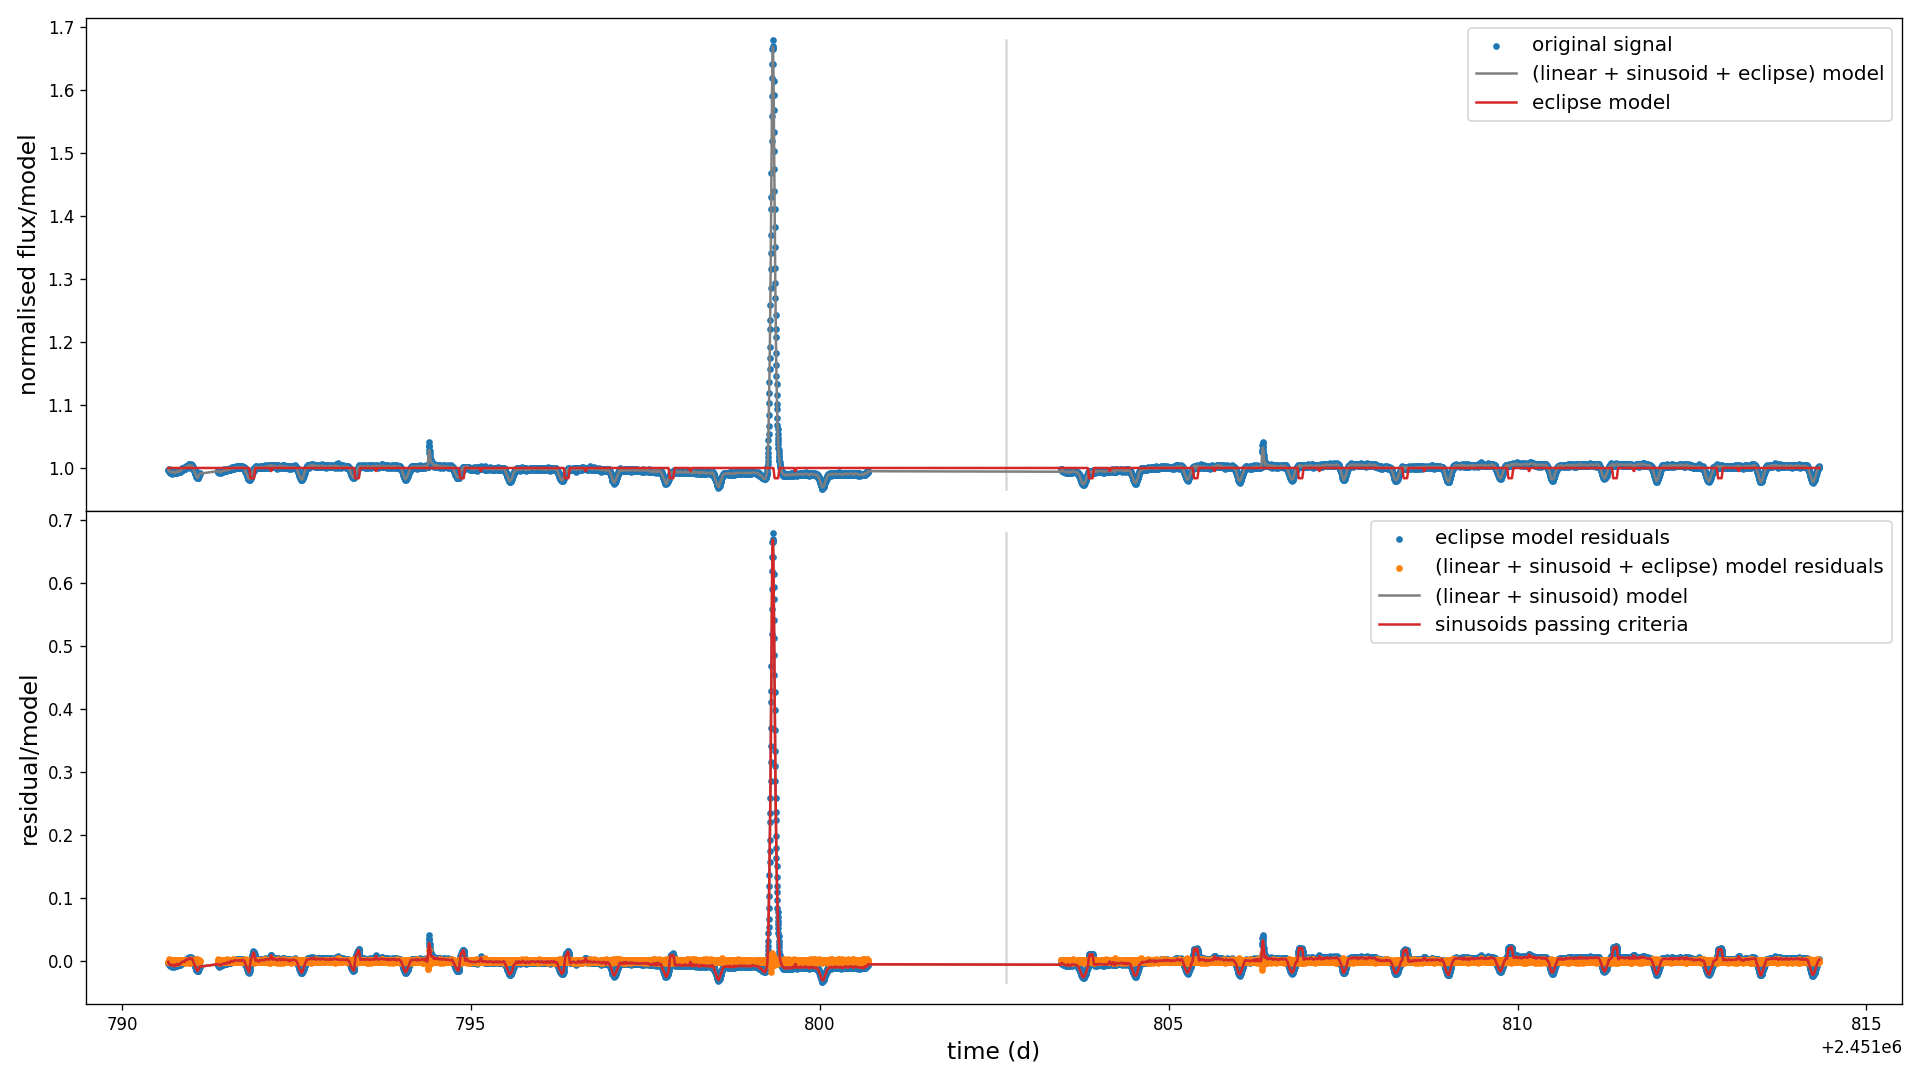 1.7
1.6
1.5
1.4
1.3
1.2
1.1
1.0
normalised flux/model
original signal
(linear + sinusoid + eclipse) model
eclipse model
0.7
0.6
0.5
0.4
0.3
0.2
0.1
0.0
residual/model
eclipse model residuals
(linear + sinusoid + eclipse) model residuals
(linear + sinusoid) model
sinusoids passing criteria
790 795 800 805 810 815
+2.451e6
time (d)